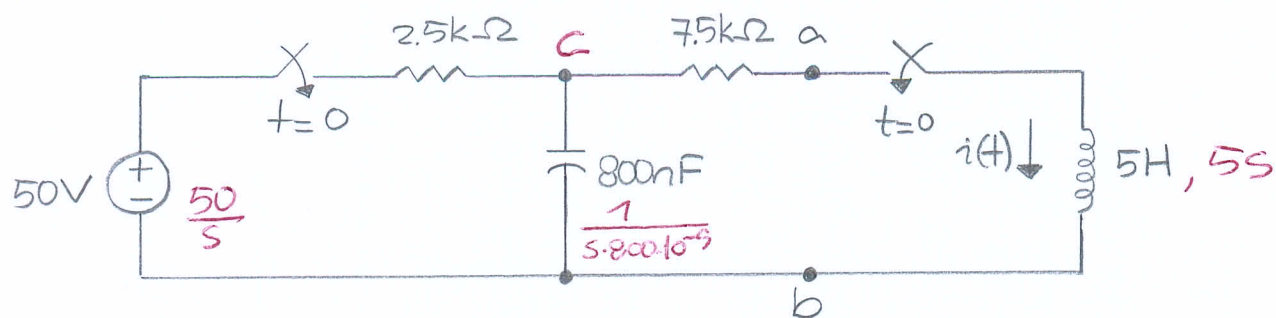 2.5kΩ
C
7.5kΩ
a
t=0
t=0
i(t)
5H , 5S
50V
+
-
50/S
800nF
1/S·800·10⁻⁹
b